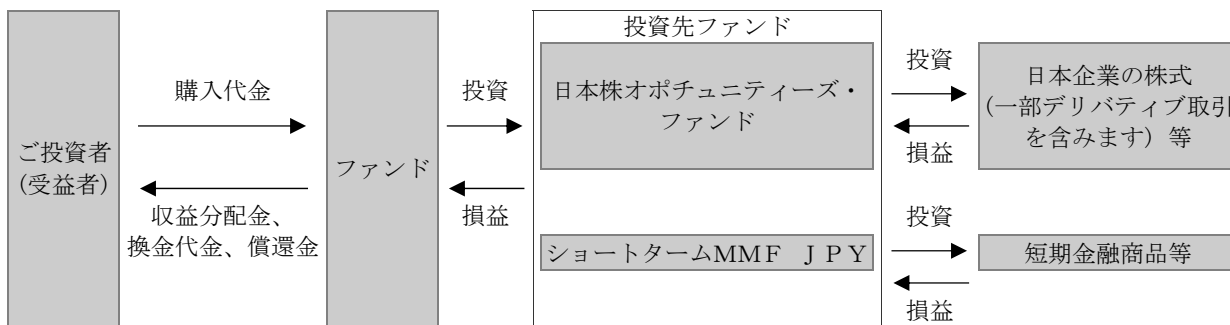 ご投資者
(受益者)
購入代金
収益分配金、
換金代金、償還金
ファンド
投資
損益
投資先ファンド
日本株オポチュニティーズ・
ファンド
ショートタームＭＭＦ　ＪＰＹ
投資
損益
日本企業の株式
(一部デリバティブ取引
を含みます）等
投資
損益
短期金融商品等